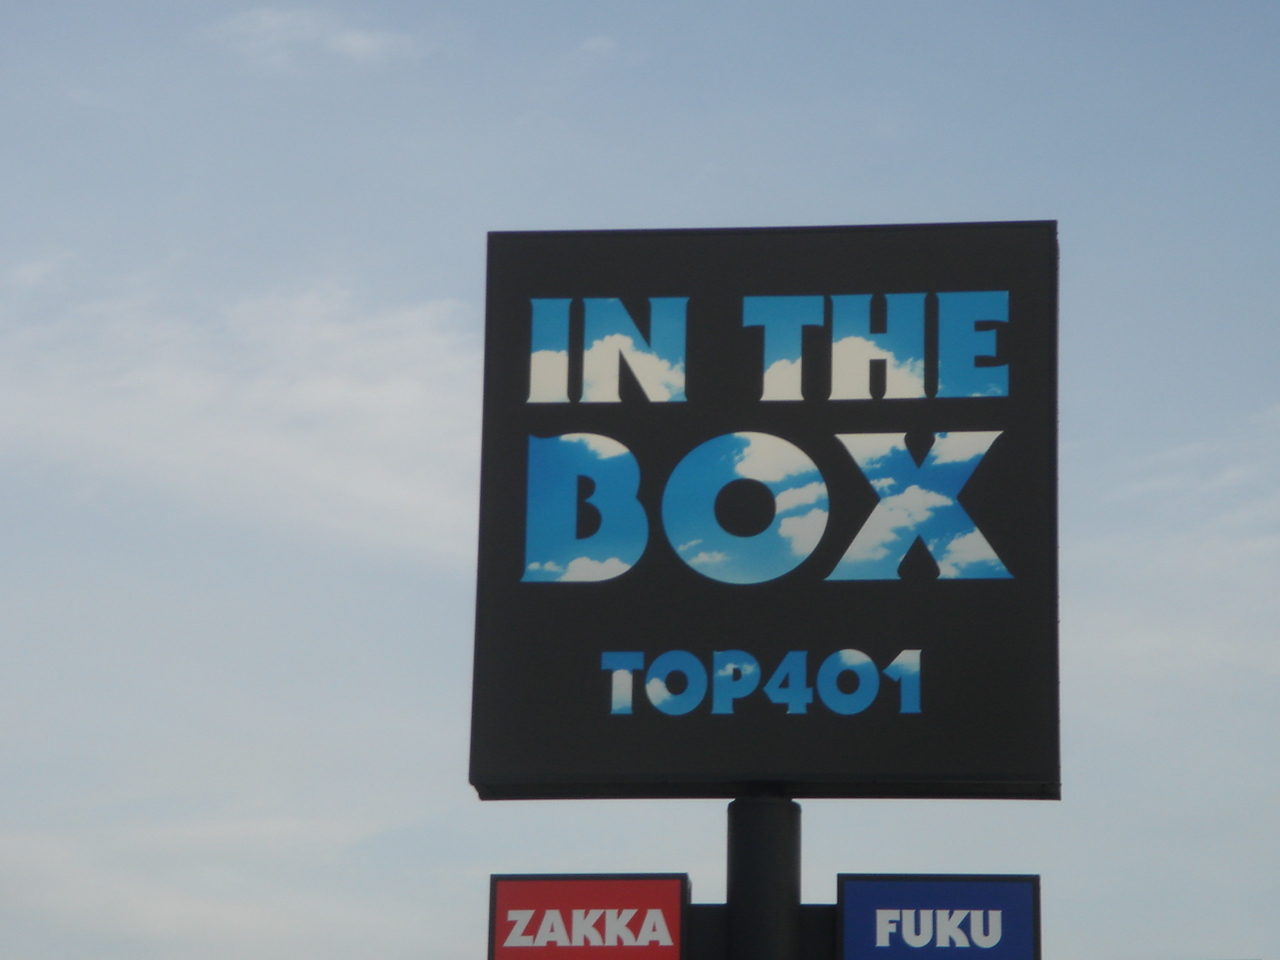 IN THE
BOX
TOP401
ZAKKA
FUKU